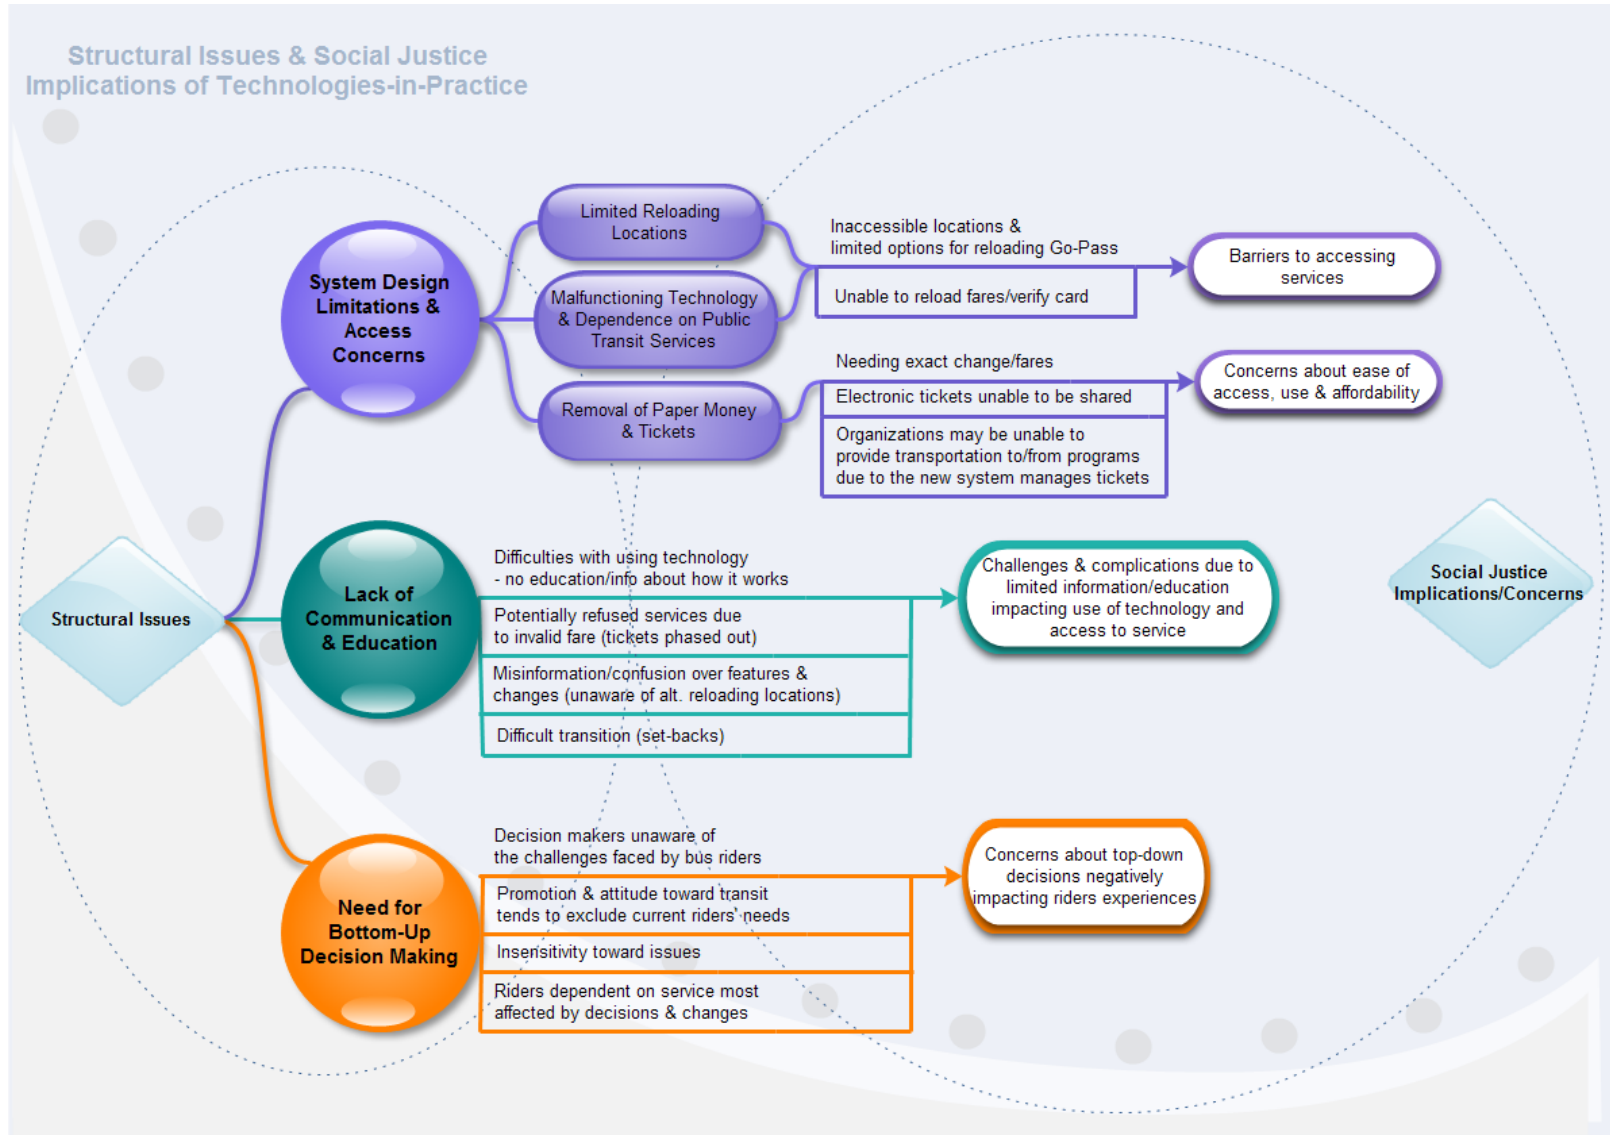 Structural Issues & Social Justice
Implications of Technologies-in-Practice
Structural Issues
System Design
Limitations &
Access
Concerns
Limited Reloading
Locations
Malfunctioning Technology
& Dependence on Public
Transit Services
Removal of Paper Money
& Tickets
Inaccessible locations &
limited options for reloading Go-Pass
Unable to reload fares/verify card
Barriers to accessing
services
Needing exact change/fares
Electronic tickets unable to be shared
Organizations may be unable to
provide transportation to/from programs
due to the new system manages tickets
Concerns about ease of
access, use & affordability
Lack of
Communication
& Education
Difficulties with using technology
- no education/info about how it works
Potentially refused services due
to invalid fare (tickets phased out)
Misinformation/confusion over features &
changes (unaware of alt. reloading locations)
Difficult transition (set-backs)
Challenges & complications due to
limited information/education
impacting use of technology and
access to service
Need for
Bottom-Up
Decision Making
Decision makers unaware of
the challenges faced by bus riders
Promotion & attitude toward transit
tends to exclude current riders' needs
Insensitivity toward issues
Riders dependent on service most
affected by decisions & changes
Concerns about top-down
decisions negatively
impacting riders experiences
Social Justice
Implications/Concerns